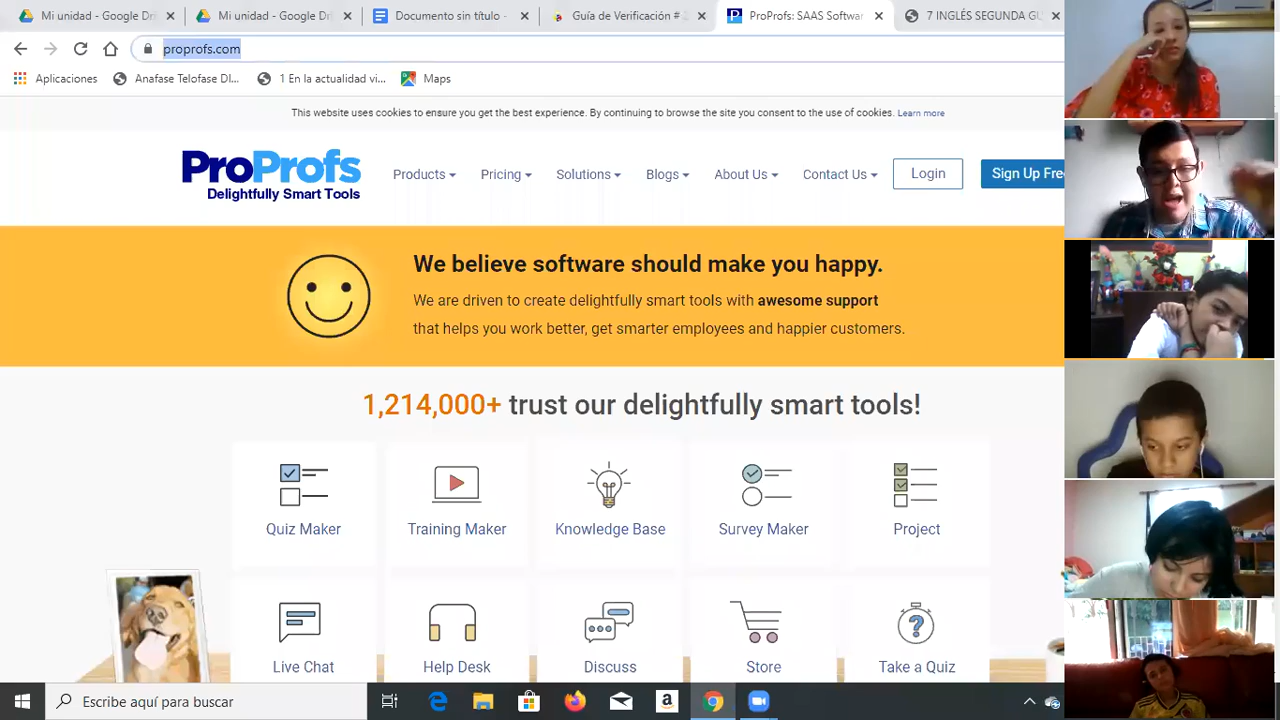 Mi unidad - Google Dri
Mi unidad - Google Dri
Documento sin título -
Guía de Verificación #
ProProfs: SAAS Softwar
7 INGLÉS SEGUNDA GU
proprofs.com
Aplicaciones
Anafase Telofase DI...
1 En la actualidad vi...
Maps
This website uses cookies to ensure you get the best experience. By continuing to browse the site you consent to the use of cookies. Learn more
ProProfs
Delightfully Smart Tools
Products
Pricing
Solutions
Blogs
About Us
Contact Us
Login
Sign Up Fre
We believe software should make you happy.
We are driven to create delightfully smart tools with awesome support
that helps you work better, get smarter employees and happier customers.
1,214,000+ trust our delightfully smart tools!
Quiz Maker
Training Maker
Knowledge Base
Survey Maker
Project
Live Chat
Help Desk
Discuss
Store
Take a Quiz
Escribe aquí para buscar